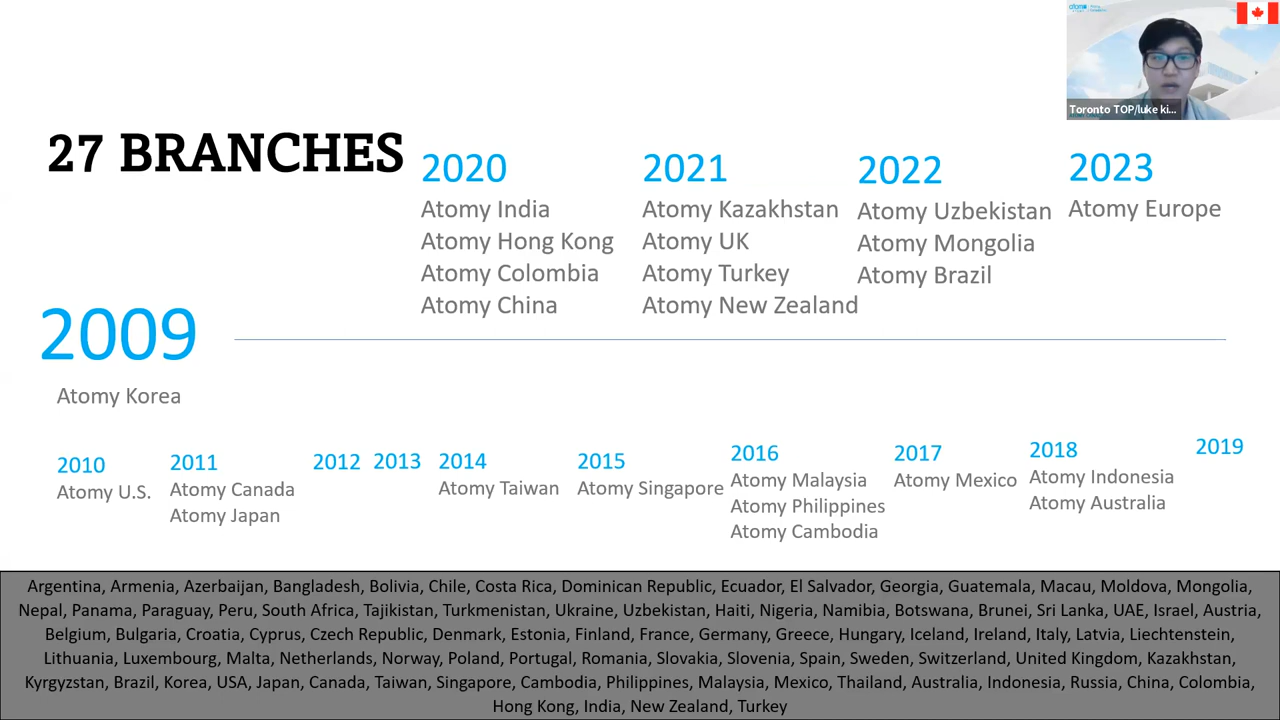 atomy
Toronto TOP/luke ki...
27 BRANCHES
2020
Atomy India
Atomy Hong Kong
Atomy Colombia
Atomy China
2021
Atomy Kazakhstan
Atomy UK
Atomy Turkey
Atomy New Zealand
2022
Atomy Uzbekistan
Atomy Mongolia
Atomy Brazil
2023
Atomy Europe
2009
Atomy Korea
2010
Atomy U.S.
2011
Atomy Canada
Atomy Japan
2012
2013
2014
Atomy Taiwan
2015
Atomy Singapore
2016
Atomy Malaysia
Atomy Philippines
Atomy Cambodia
2017
Atomy Mexico
2018
Atomy Indonesia
Atomy Australia
2019
Argentina, Armenia, Azerbaijan, Bangladesh, Bolivia, Chile, Costa Rica, Dominican Republic, Ecuador, El Salvador, Georgia, Guatemala, Macau, Moldova, Mongolia,
Nepal, Panama, Paraguay, Peru, South Africa, Tajikistan, Turkmenistan, Ukraine, Uzbekistan, Haiti, Nigeria, Namibia, Botswana, Brunei, Sri Lanka, UAE, Israel, Austria,
Belgium, Bulgaria, Croatia, Cyprus, Czech Republic, Denmark, Estonia, Finland, France, Germany, Greece, Hungary, Iceland, Ireland, Italy, Latvia, Liechtenstein,
Lithuania, Luxembourg, Malta, Netherlands, Norway, Poland, Portugal, Romania, Slovakia, Slovenia, Spain, Sweden, Switzerland, United Kingdom, Kazakhstan,
Kyrgyzstan, Brazil, Korea, USA, Japan, Canada, Taiwan, Singapore, Cambodia, Philippines, Malaysia, Mexico, Thailand, Australia, Indonesia, Russia, China, Colombia,
Hong Kong, India, New Zealand, Turkey